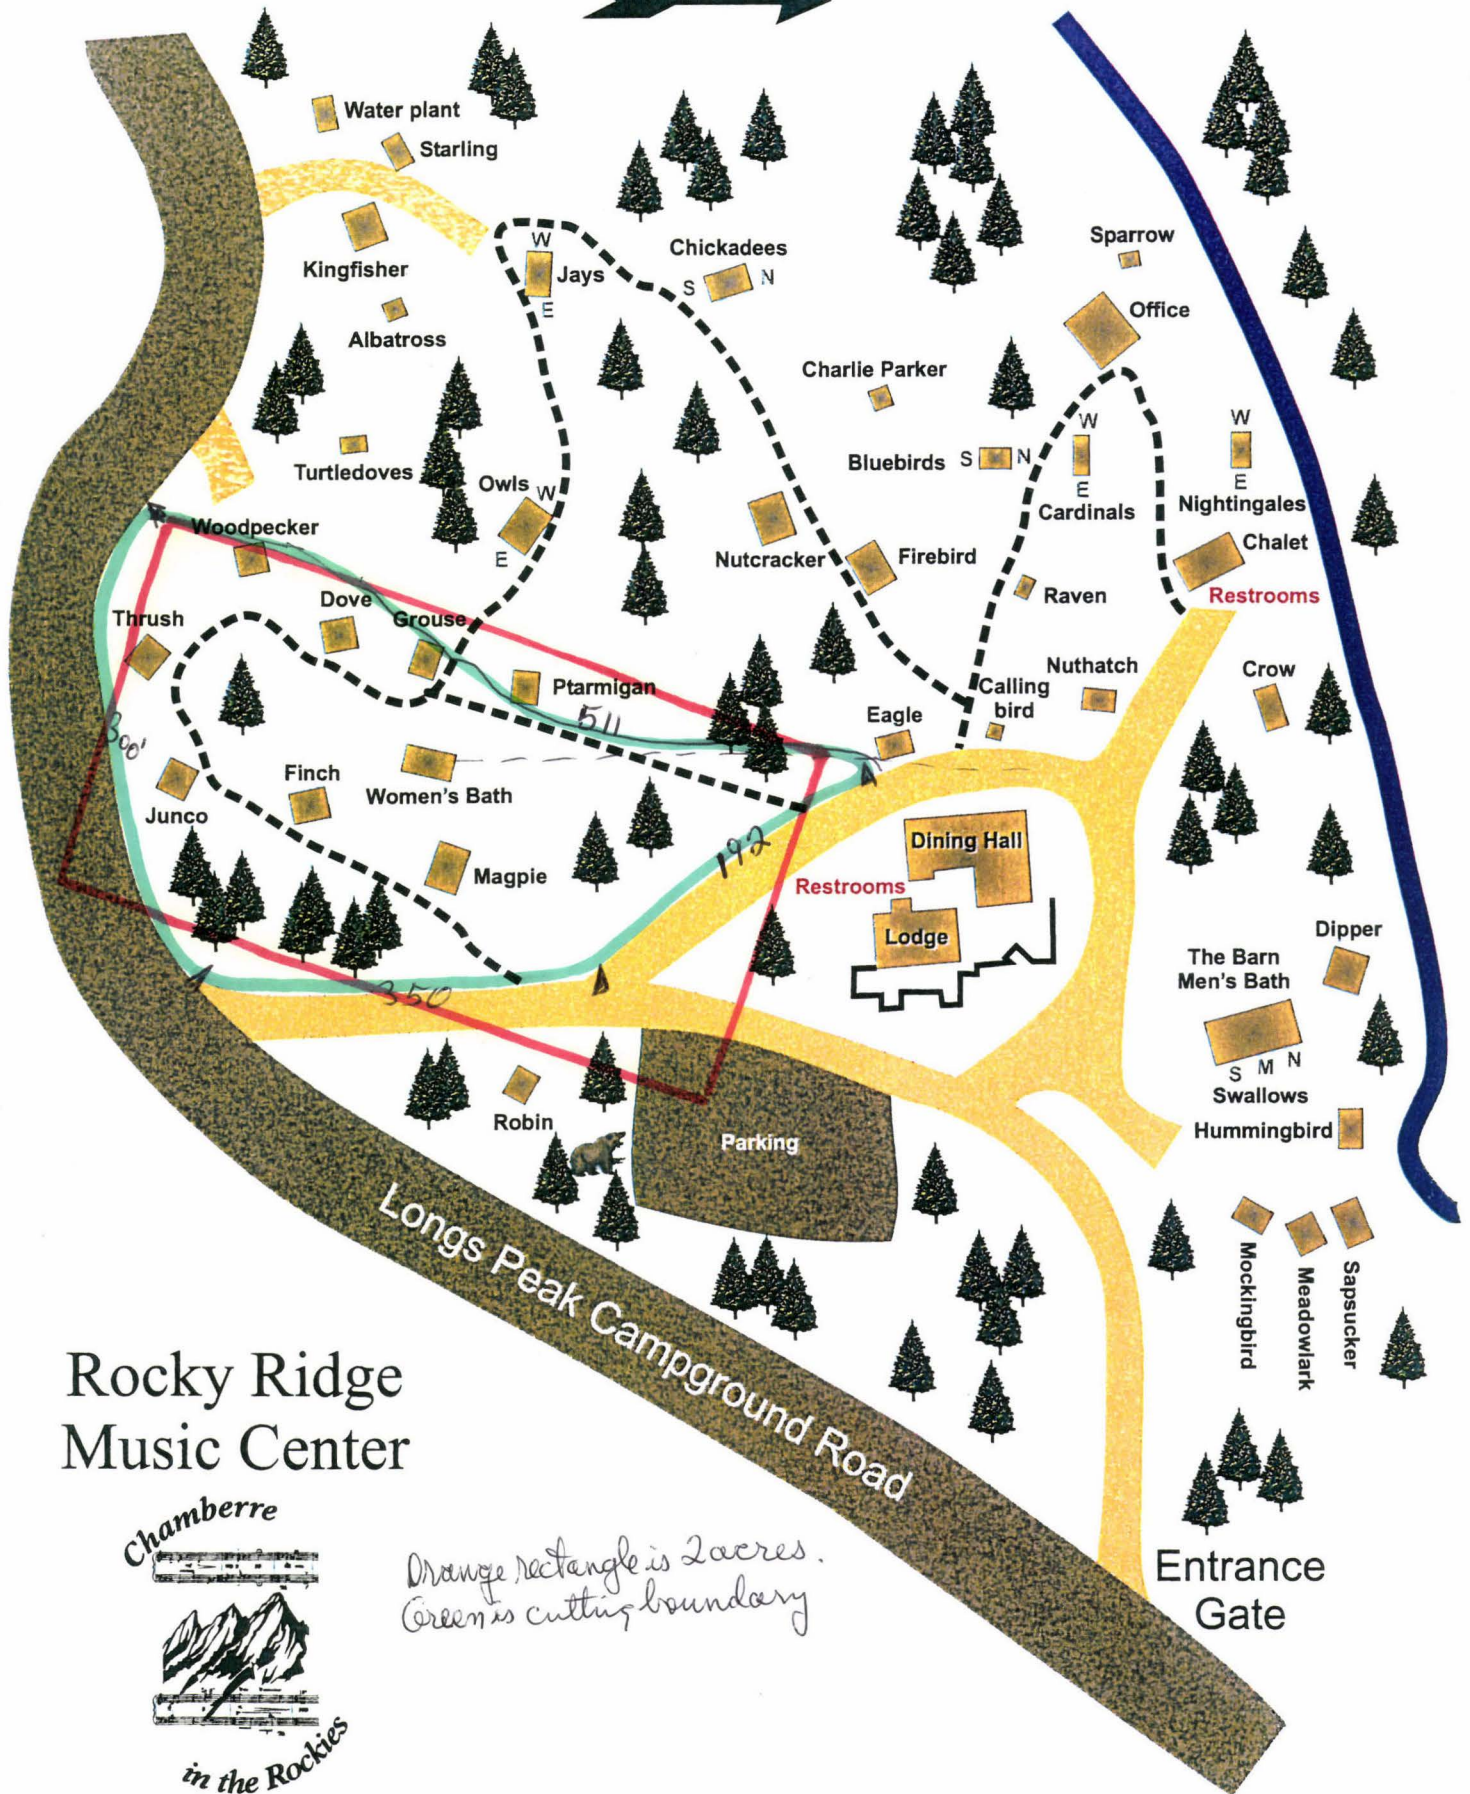 Water plant
Starling
Kingfisher
W
Jays
E
Chickadees
S
N
Sparrow
Office
Albatross
Charlie Parker
Turtledoves
Owls
W
E
Bluebirds
S
N
W
E
Cardinals
W
E
Nightingales
Woodpecker
Nutcracker
Firebird
Chalet
Restrooms
Thrush
Dove
Grouse
Raven
Ptarmigan
511
Nuthatch
Calling
bird
Crow
Eagle
300'
Finch
Women's Bath
Junco
Magpie
192
Dining Hall
Restrooms
Lodge
350
The Barn
Men's Bath
Dipper
S
M
N
Swallows
Hummingbird
Robin
Parking
Mockingbird
Meadowlark
Sapsucker
Longs Peak Campground Road
Rocky Ridge
Music Center
Chamberre
in the Rockies
Orange rectangle is 2 acres.
Green is cutting boundary
Entrance
Gate